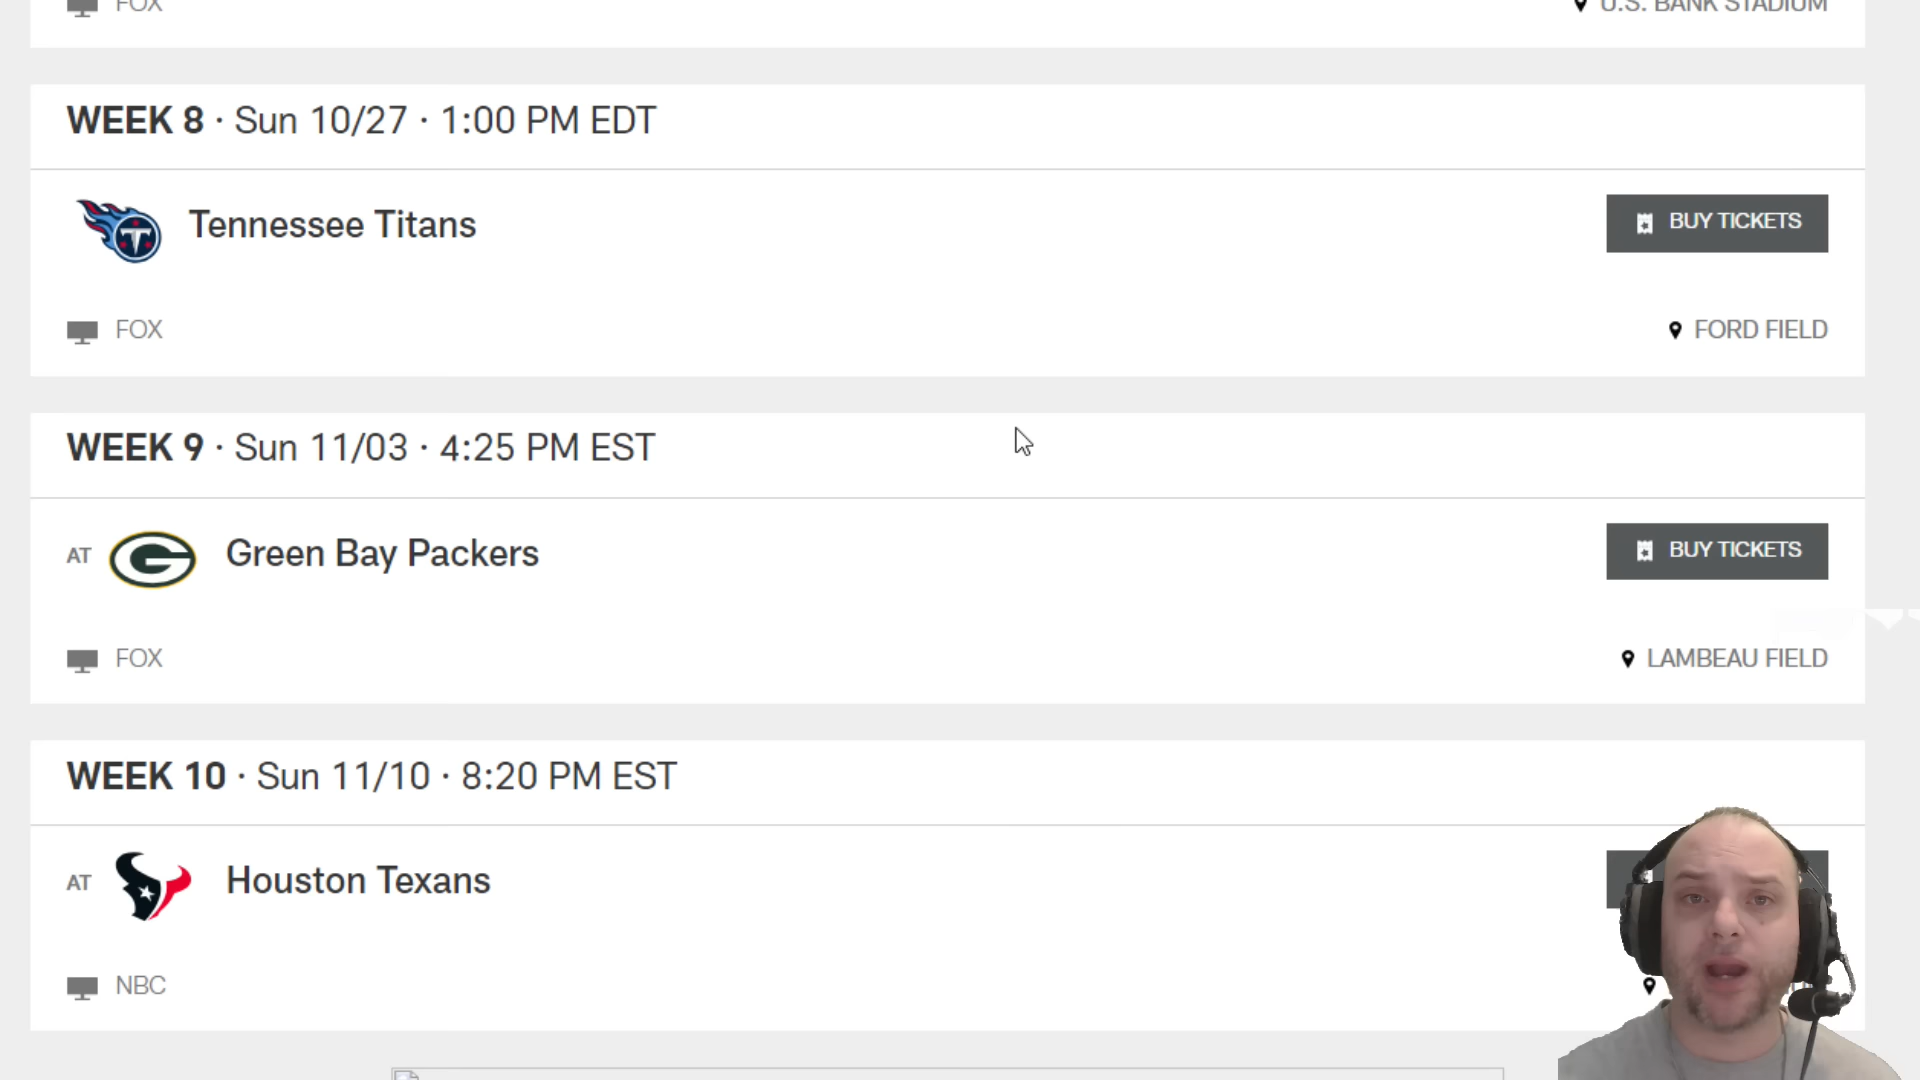 FOX
U.S. BANK STADIUM
WEEK 8 · Sun 10/27 · 1:00 PM EDT
Tennessee Titans
BUY TICKETS
FOX
FORD FIELD
WEEK 9 · Sun 11/03 · 4:25 PM EST
AT Green Bay Packers
BUY TICKETS
FOX
LAMBEAU FIELD
WEEK 10 · Sun 11/10 · 8:20 PM EST
AT Houston Texans
NBC